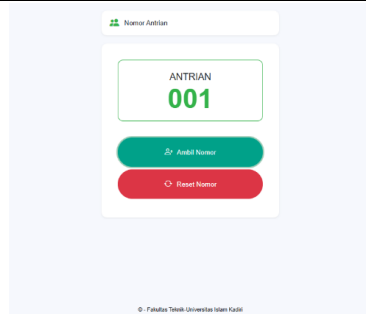 Nomor Antrian
ANTRIAN
001
Ambil Nomor
Reset Nomor
© - Fakultas Teknik-Universitas Islam Kadiri